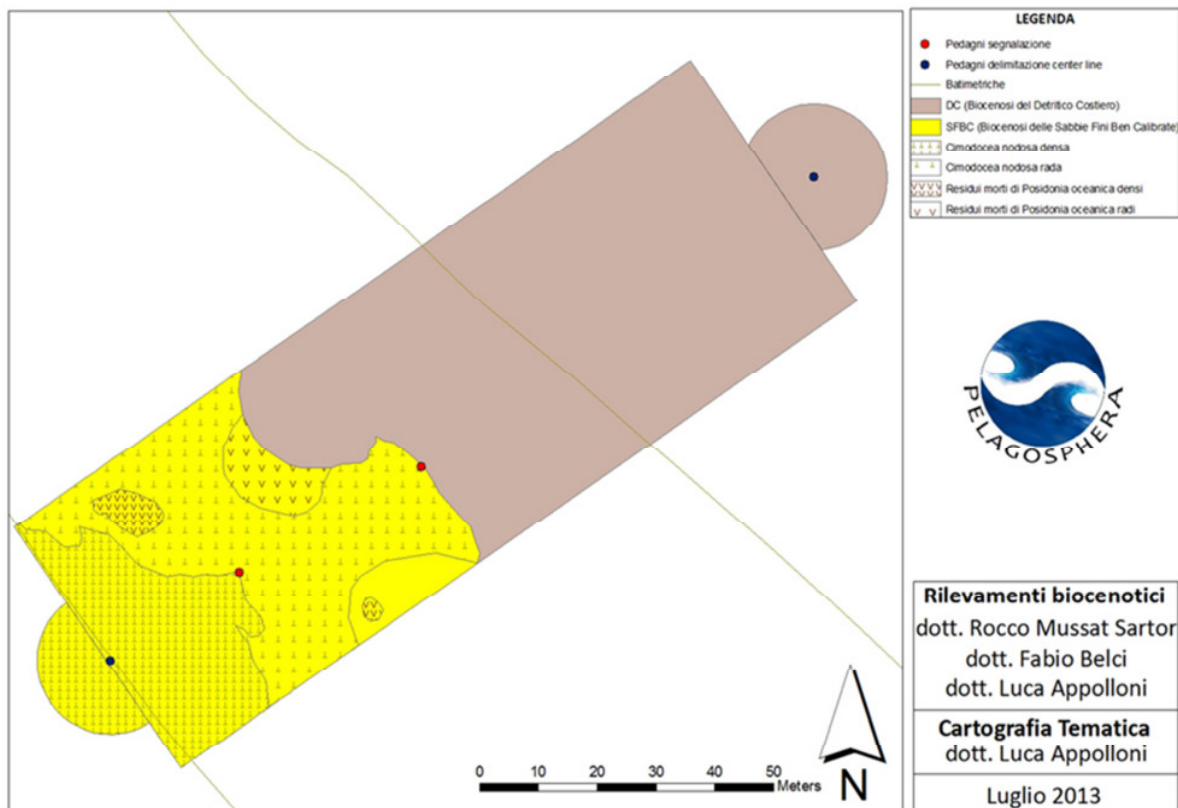 LEGENDA
Pedagni segnalazione
Pedagni delimitazione center line
Batimetriche
DC (Biocenosi del Detritico Costiero)
SFBC (Biocenosi delle Sabbie Fini Ben Calibrate)
Cimodocea nodosa densa
Cimodocea nodosa rada
Residui morti di Posidonia oceanica densi
Residui morti di Posidonia oceanica radi
PELAGOSPHERA
Rilevamenti biocenotici
dott. Rocco Mussat Sartor
dott. Fabio Belci
dott. Luca Appolloni
Cartografia Tematica
dott. Luca Appolloni
Luglio 2013
0 10 20 30 40 50
Meters
N